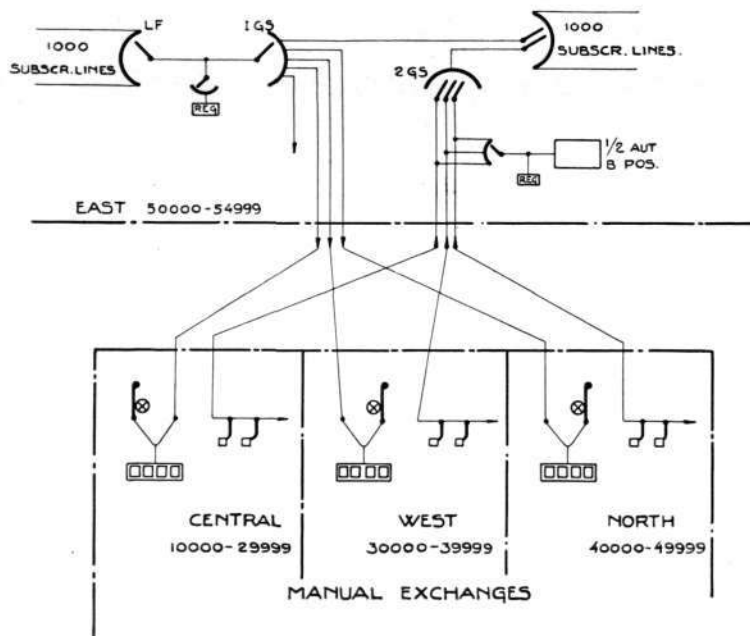 LF
1GS
1000
SUBSCR. LINES
1000
SUBSCR. LINES.
2GS
REG
1/2 AUT
B POS.
REG
EAST 50000-54999
CENTRAL
10000-29999
WEST
30000-39999
NORTH
40000-49999
MANUAL EXCHANGES